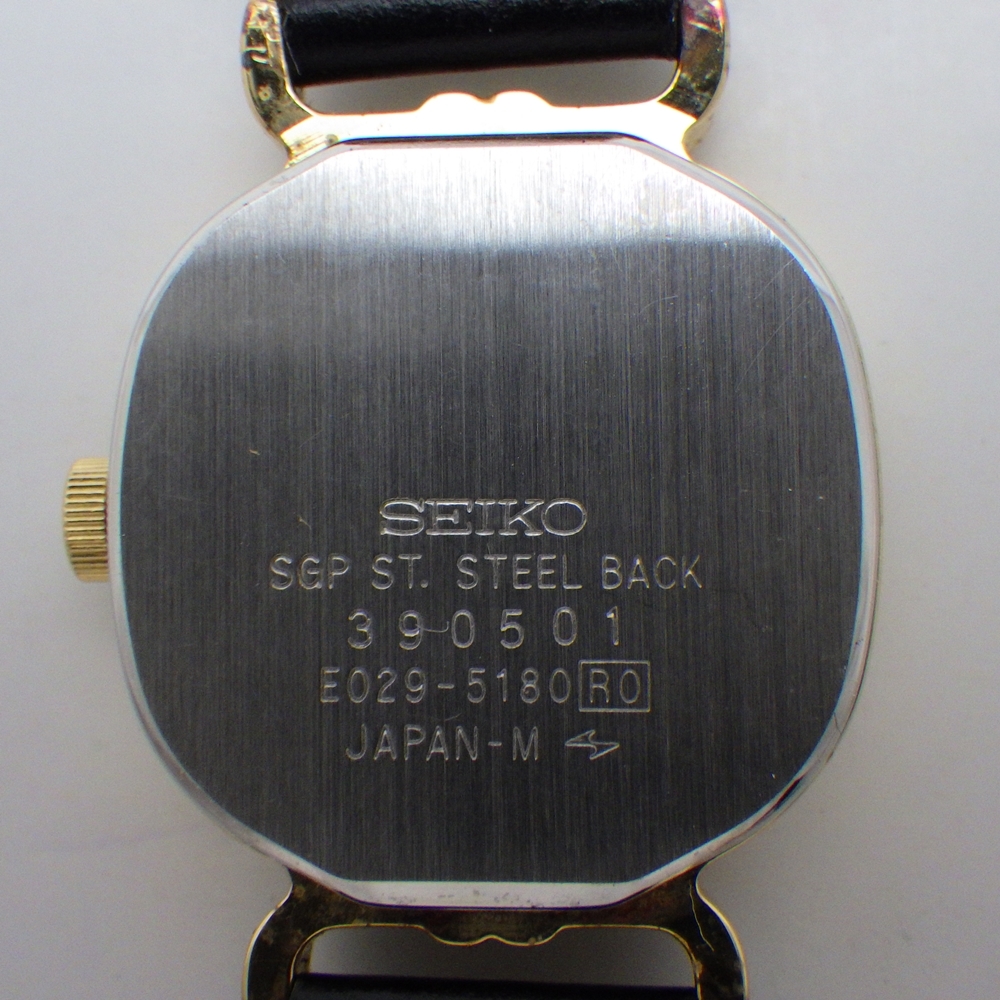 SEIKO
SGP ST. STEEL BACK
390501
E029-5180 R0
JAPAN-M